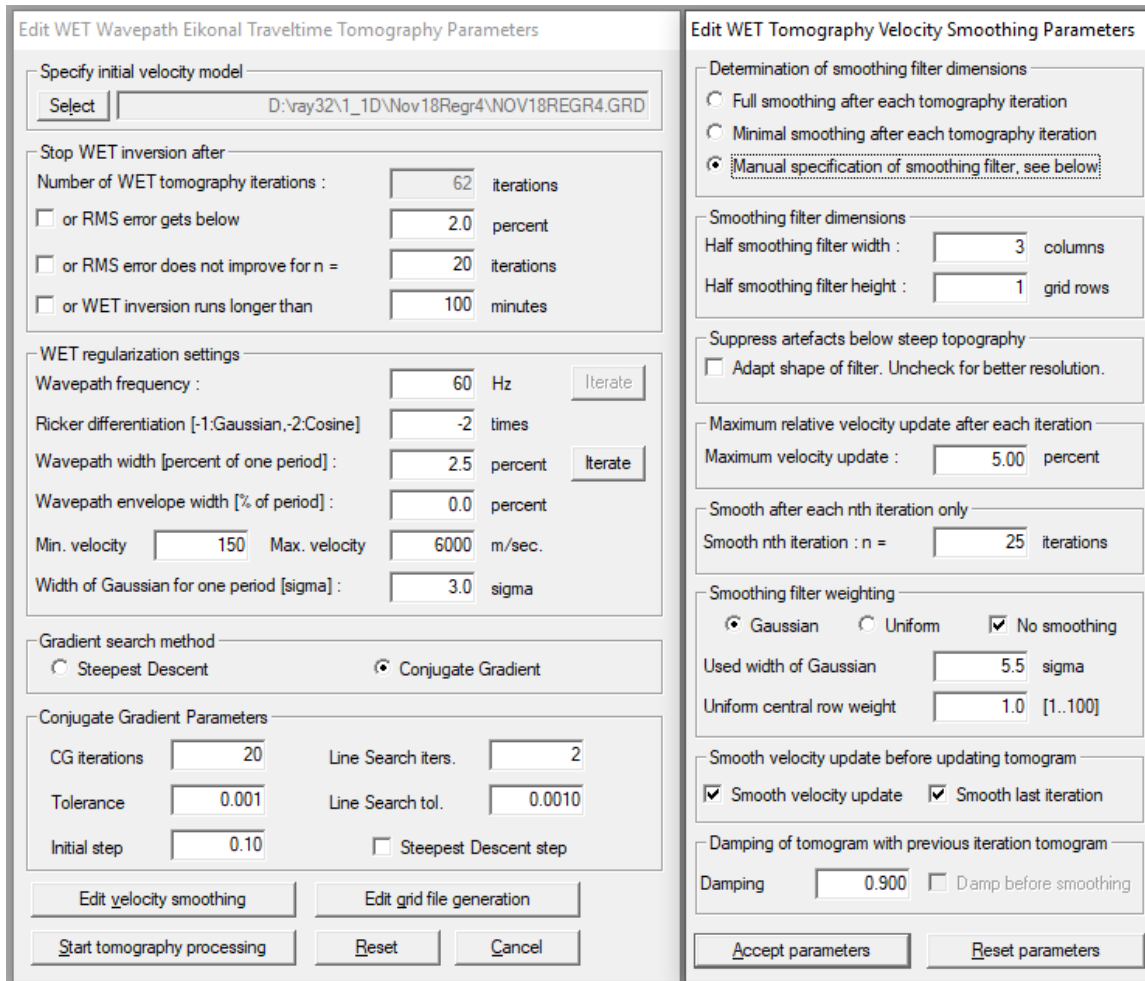 Edit WET Wavepath Eikonal Traveltime Tomography Parameters
Specify initial velocity model
Select D:\ray32\1_1D\Nov18Regr4\NOV18REGR4.GRD
Stop WET inversion after
Number of WET tomography iterations : 62 iterations
or RMS error gets below 2.0 percent
or RMS error does not improve for n = 20 iterations
or WET inversion runs longer than 100 minutes
WET regularization settings
Wavepath frequency : 60 Hz Iterate
Ricker differentiation [-1:Gaussian,-2:Cosine] -2 times
Wavepath width [percent of one period] : 2.5 percent Iterate
Wavepath envelope width [% of period] : 0.0 percent
Min. velocity 150 Max. velocity 6000 m/sec.
Width of Gaussian for one period [sigma] : 3.0 sigma
Gradient search method
Steepest Descent Conjugate Gradient
Conjugate Gradient Parameters
CG iterations 20 Line Search iters. 2
Tolerance 0.001 Line Search tol. 0.0010
Initial step 0.10 Steepest Descent step
Edit velocity smoothing Edit grid file generation
Start tomography processing Reset Cancel
Edit WET Tomography Velocity Smoothing Parameters
Determination of smoothing filter dimensions
Full smoothing after each tomography iteration
Minimal smoothing after each tomography iteration
Manual specification of smoothing filter, see below
Smoothing filter dimensions
Half smoothing filter width : 3 columns
Half smoothing filter height : 1 grid rows
Suppress artefacts below steep topography
Adapt shape of filter. Uncheck for better resolution.
Maximum relative velocity update after each iteration
Maximum velocity update : 5.00 percent
Smooth after each nth iteration only
Smooth nth iteration : n = 25 iterations
Smoothing filter weighting
Gaussian Uniform No smoothing
Used width of Gaussian 5.5 sigma
Uniform central row weight 1.0 [1..100]
Smooth velocity update before updating tomogram
Smooth velocity update Smooth last iteration
Damping of tomogram with previous iteration tomogram
Damping 0.900 Damp before smoothing
Accept parameters Reset parameters